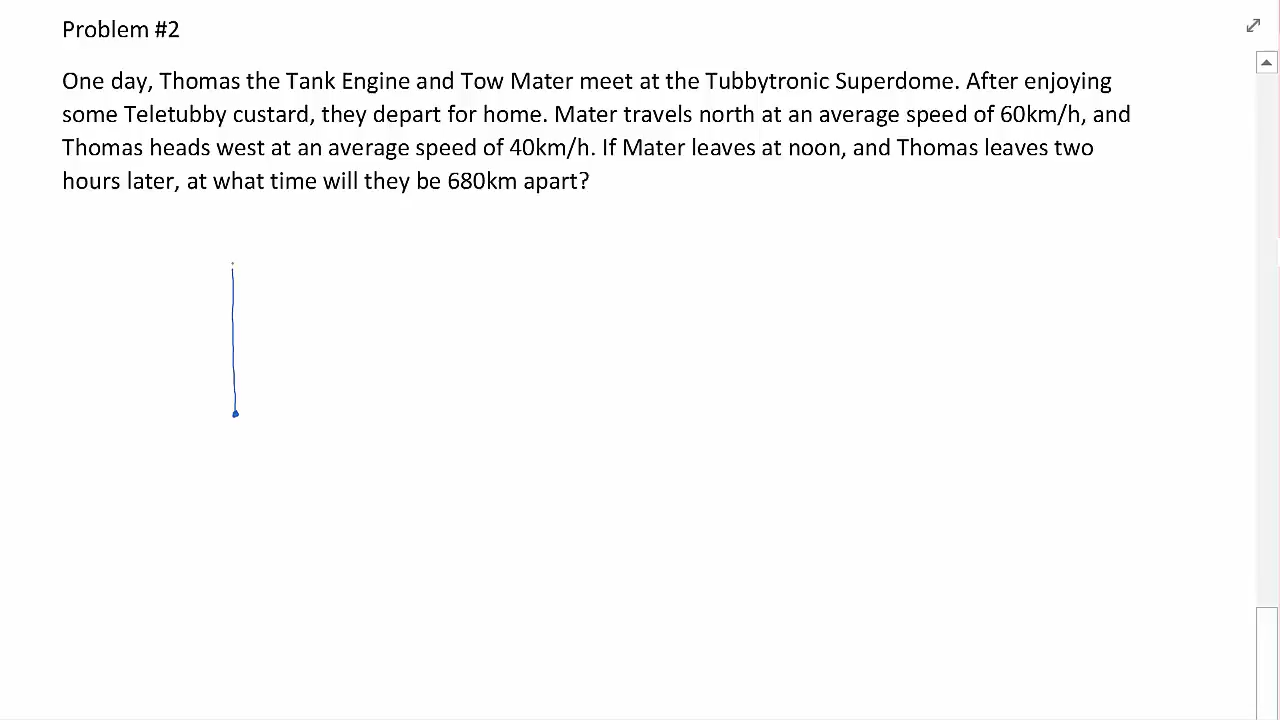 Problem #2
One day, Thomas the Tank Engine and Tow Mater meet at the Tubbytronic Superdome. After enjoying
some Teletubby custard, they depart for home. Mater travels north at an average speed of 60km/h, and
Thomas heads west at an average speed of 40km/h. If Mater leaves at noon, and Thomas leaves two
hours later, at what time will they be 680km apart?